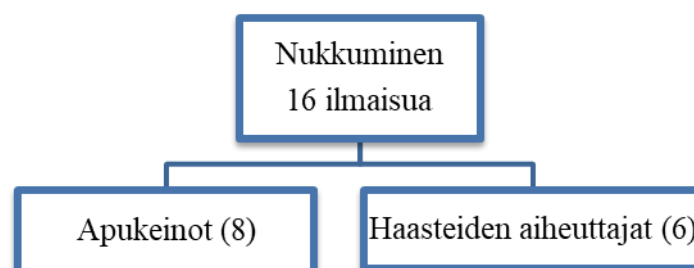 Nukkuminen
16 ilmaisua
Apukeinot (8)
Haasteiden aiheuttajat (6)